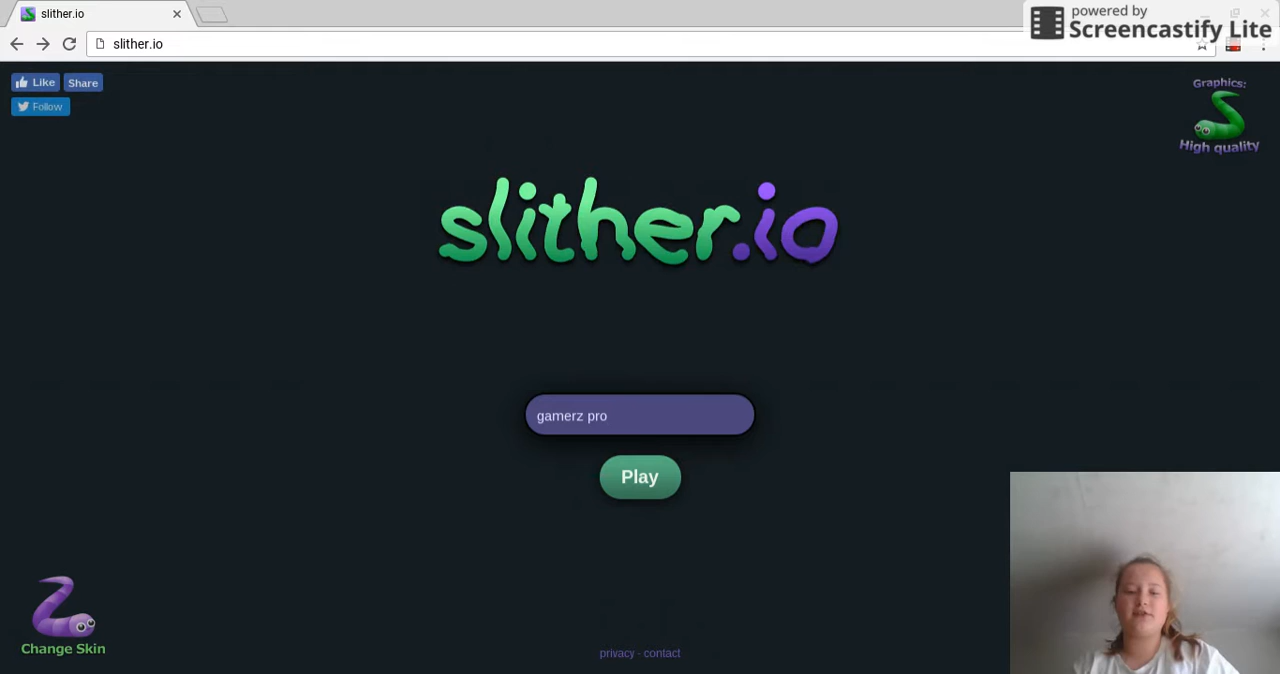 slither.io
powered by
Screencastify Lite
slither.io
Like Share
Follow
Graphics:
High quality
slither.io
gamerz pro
Play
Change Skin
privacy · contact